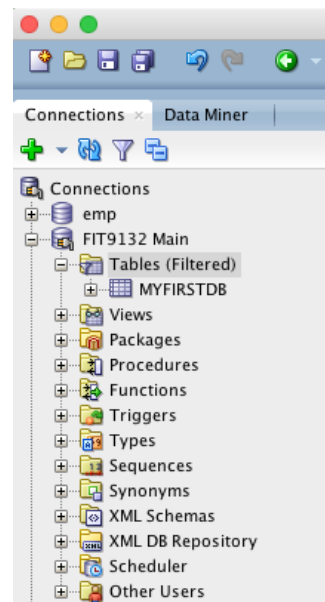 Connections
Data Miner
Connections
emp
FIT9132 Main
Tables (Filtered)
MYFIRSTDB
Views
Packages
Procedures
Functions
Triggers
Types
Sequences
Synonyms
XML Schemas
XML DB Repository
Scheduler
Other Users